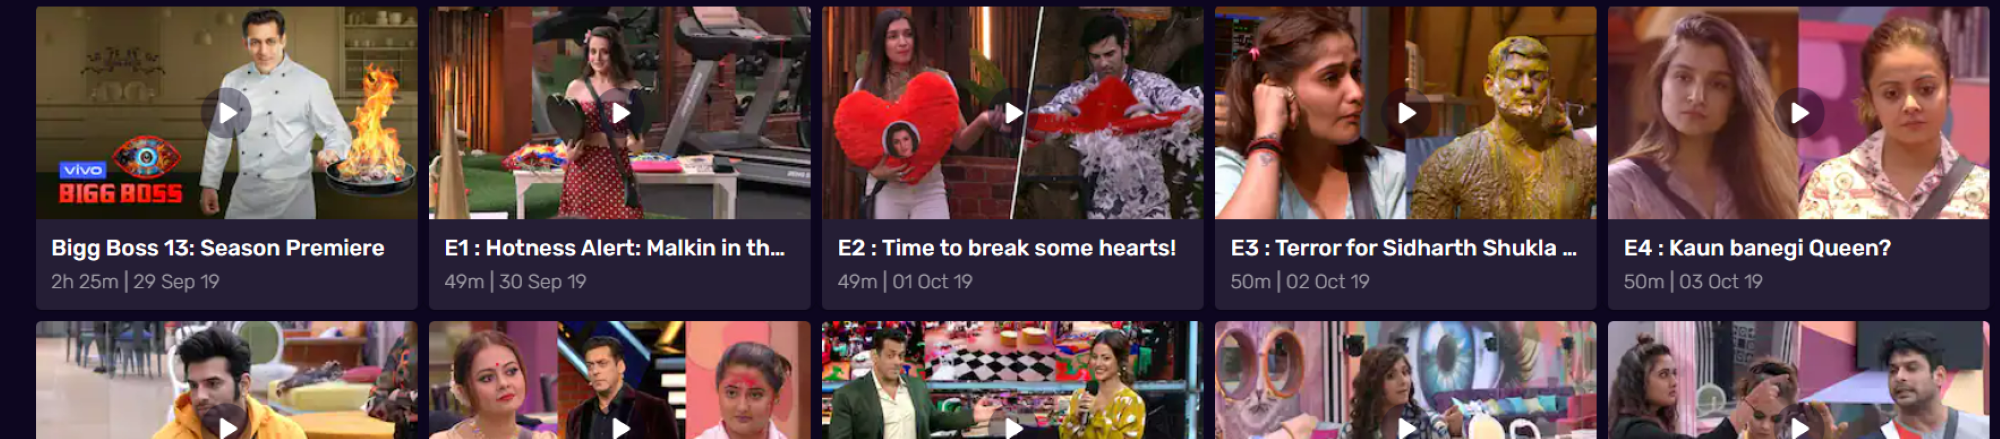 vivo
BIGG BOSS
Bigg Boss 13: Season Premiere
2h 25m | 29 Sep 19
E1 : Hotness Alert: Malkin in th...
49m | 30 Sep 19
E2 : Time to break some hearts!
49m | 01 Oct 19
E3 : Terror for Sidharth Shukla ...
50m | 02 Oct 19
E4 : Kaun banegi Queen?
50m | 03 Oct 19